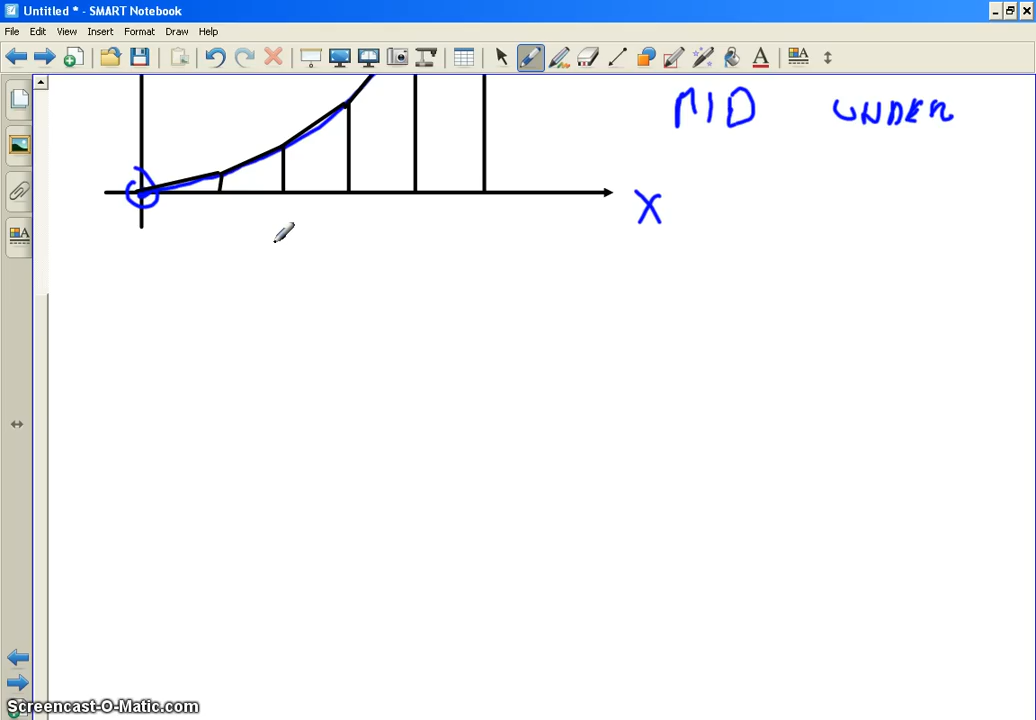 Untitled * - SMART Notebook
File Edit View Insert Format Draw Help
MID UNDER
X
Screencast-O-Matic.com